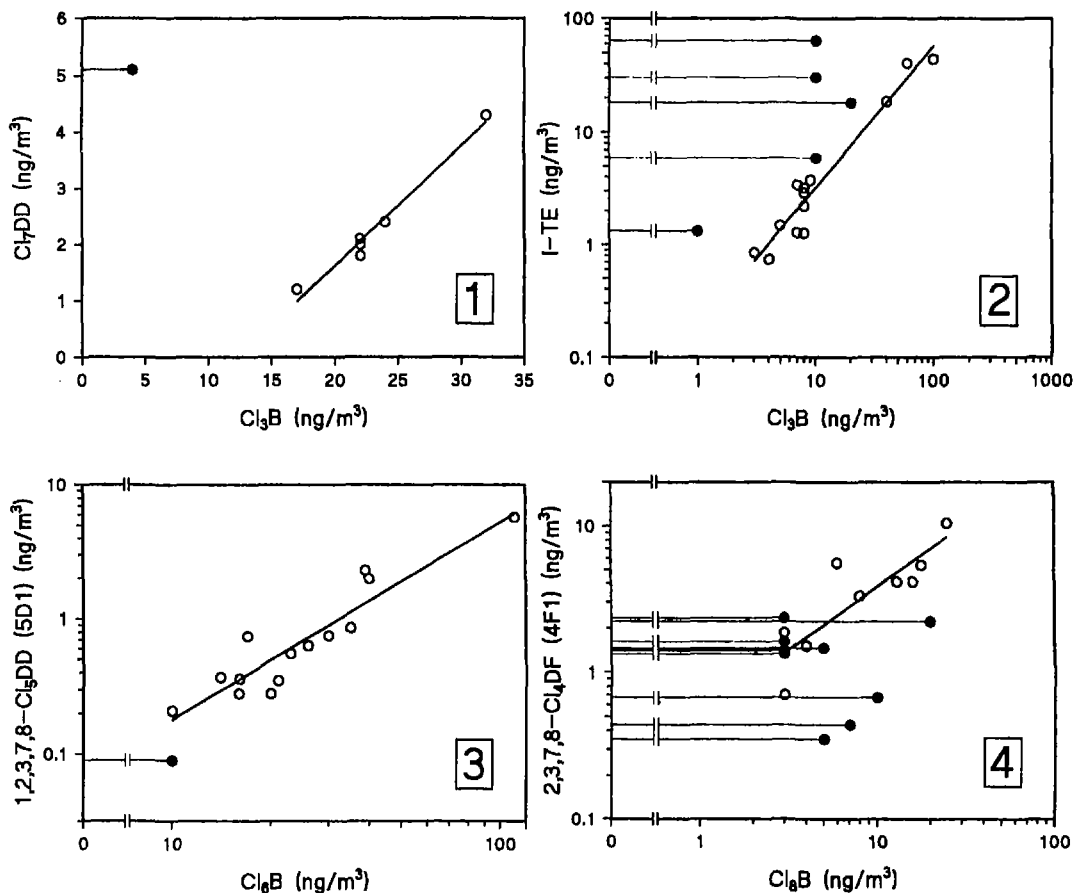 6
5
4
3
2
1
0
0 5 10 15 20 25 30 35
Cl₇DD (ng/m³)
Cl₃B (ng/m³)
1
100
10
1
0.1
0 1 10 100 1000
I-TE (ng/m³)
Cl₃B (ng/m³)
2
10
1
0.1
0 10 100
1,2,3,7,8-Cl₅DD (5D1) (ng/m³)
Cl₆B (ng/m³)
3
10
1
0.1
0 1 10 100
2,3,7,8-Cl₄DF (4F1) (ng/m³)
Cl₈B (ng/m³)
4